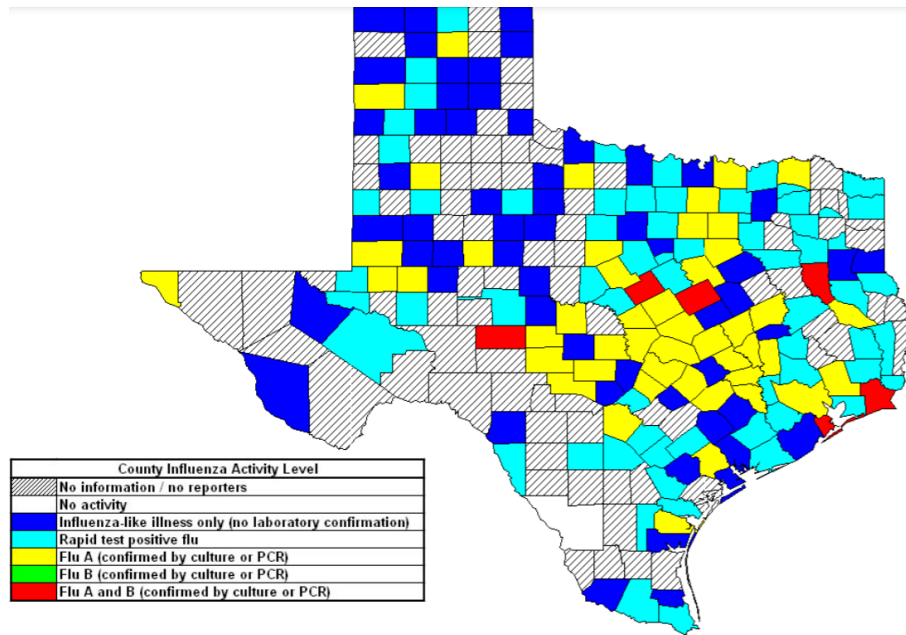 County Influenza Activity Level
No information / no reporters
No activity
Influenza-like illness only (no laboratory confirmation)
Rapid test positive flu
Flu A (confirmed by culture or PCR)
Flu B (confirmed by culture or PCR)
Flu A and B (confirmed by culture or PCR)